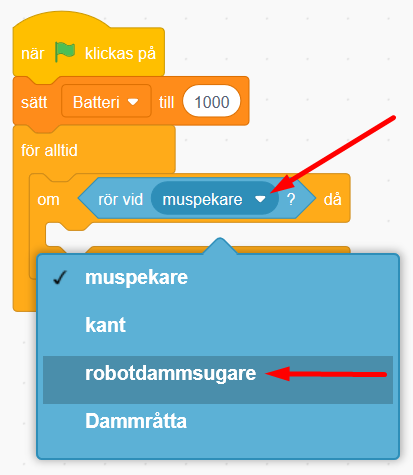 när klickas på
sätt Batteri till 1000
för alltid
om rör vid muspekare ? då
muspekare
kant
robotdammsugare
Dammråtta